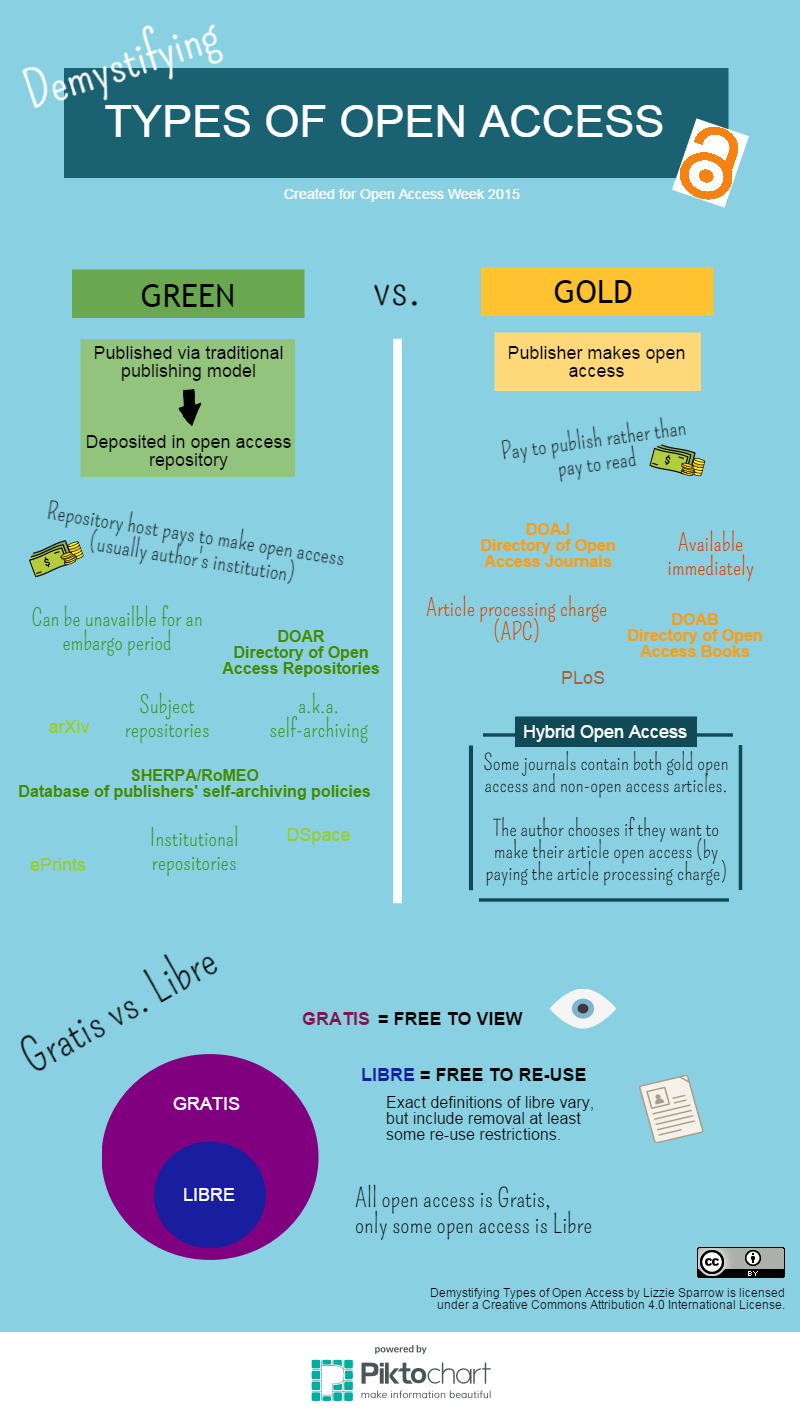 Demystifying
TYPES OF OPEN ACCESS
Created for Open Access Week 2015
GREEN
vs.
GOLD
Published via traditional
publishing model
Deposited in open access
repository
Repository host pays to make open access
(usually author's institution)
Can be unavailble for an
embargo period
DOAR
Directory of Open
Access Repositories
arXiv
Subject
repositories
a.k.a.
self-archiving
SHERPA/RoMEO
Database of publishers' self-archiving policies
ePrints
Institutional
repositories
DSpace
Publisher makes open
access
Pay to publish rather than
pay to read
DOAJ
Directory of Open
Access Journals
Available
immediately
Article processing charge
(APC)
DOAB
Directory of Open
Access Books
PLoS
Hybrid Open Access
Some journals contain both gold open
access and non-open access articles.
The author chooses if they want to
make their article open access (by
paying the article processing charge)
Gratis vs. Libre
GRATIS = FREE TO VIEW
GRATIS
LIBRE
LIBRE = FREE TO RE-USE
Exact definitions of libre vary,
but include removal at least
some re-use restrictions.
All open access is Gratis,
only some open access is Libre
cc
BY
Demystifying Types of Open Access by Lizzie Sparrow is licensed
under a Creative Commons Attribution 4.0 International License.
powered by
Piktochart
make information beautiful